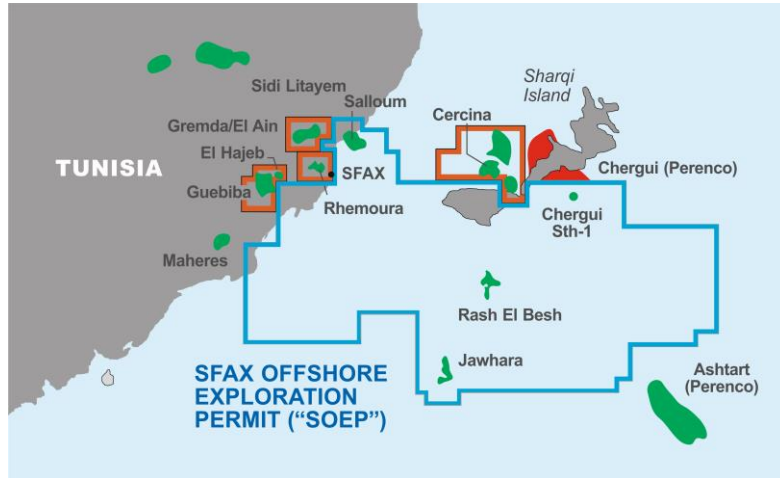 Sharqi
Island
Sidi Litayem
Salloum
Cercina
Gremda/El Ain
El Hajeb
TUNISIA
SFAX
Chergui (Perenco)
Guebiba
Rhemoura
Chergui
Sth-1
Maheres
Rash El Besh
Jawhara
Ashtart
(Perenco)
SFAX OFFSHORE
EXPLORATION
PERMIT (“SOEP”)